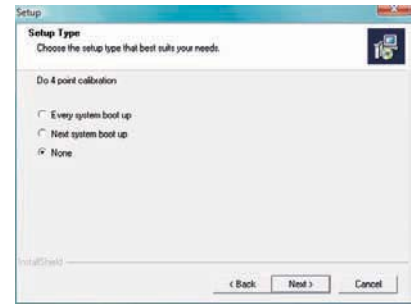 Setup
Setup Type
Choose the setup type that best suits your needs.
Do 4 point calibration
Every system boot up
Next system boot up
None
InstallShield
< Back
Next >
Cancel